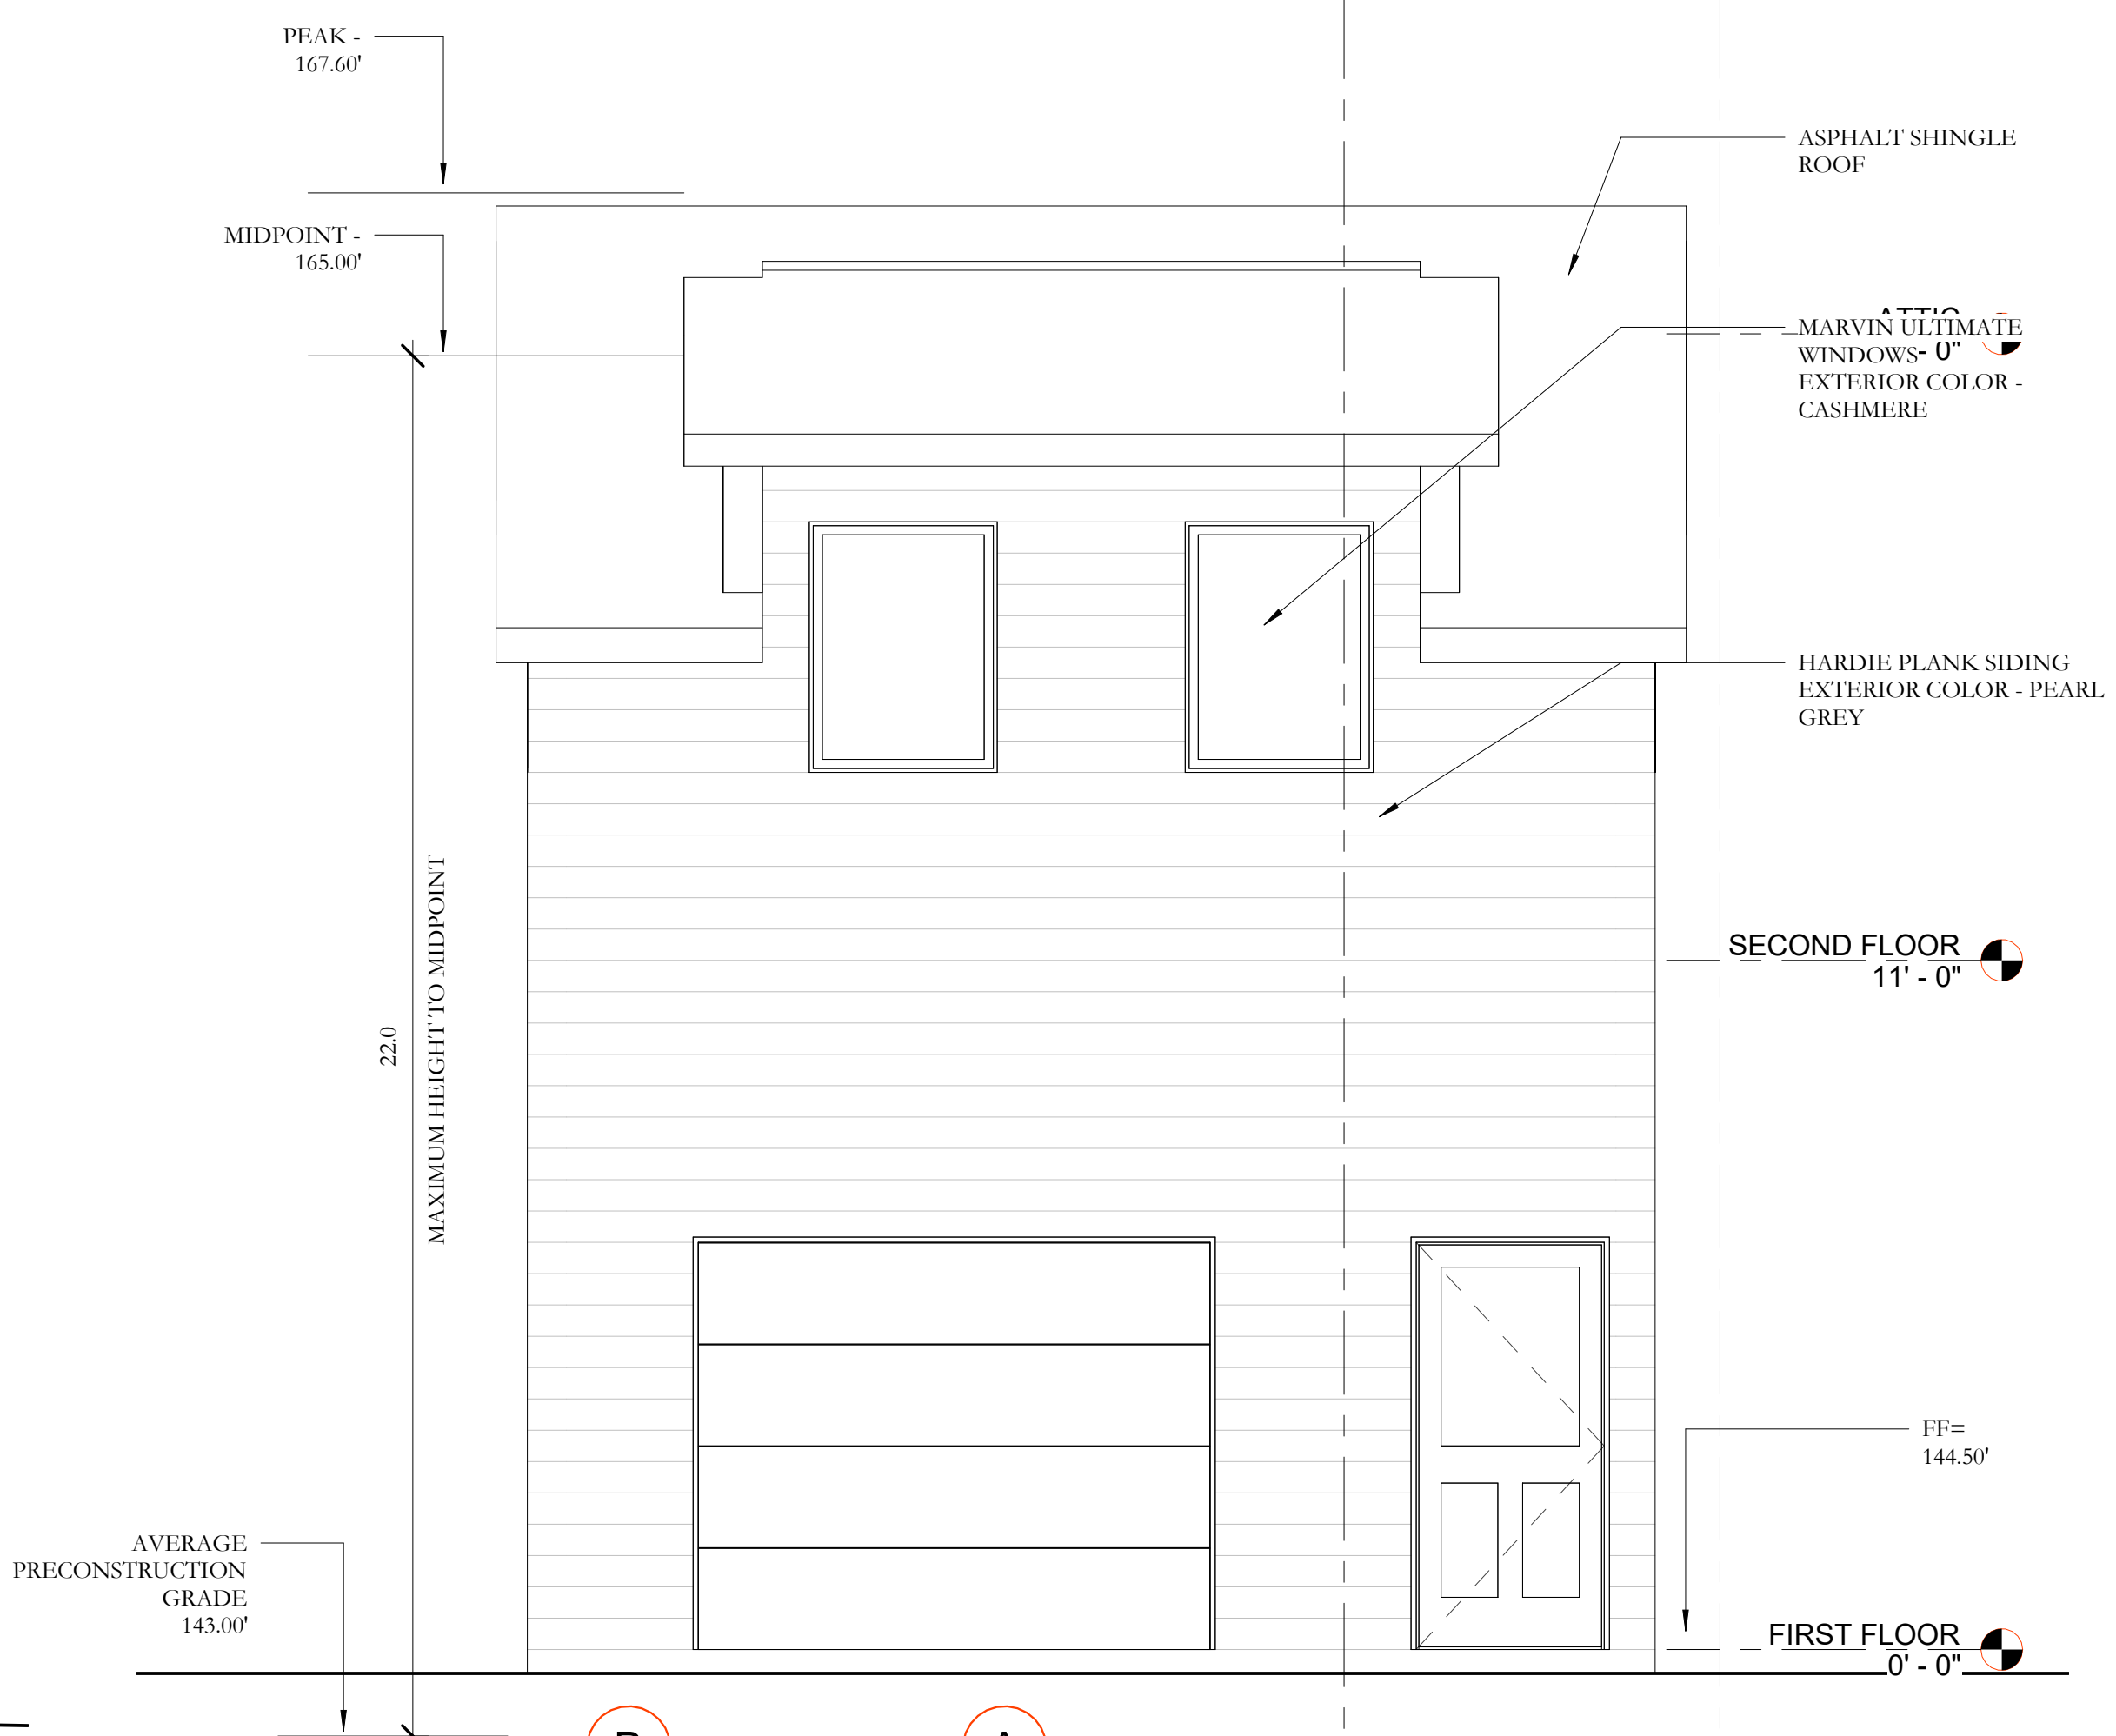 PEAK -
167.60'
MIDPOINT -
165.00'
ASPHALT SHINGLE
ROOF
ATTIC
MARVIN ULTIMATE
WINDOWS
- 0"
EXTERIOR COLOR -
CASHMERE
HARDIE PLANK SIDING
EXTERIOR COLOR - PEARL
GREY
MAXIMUM HEIGHT TO MIDPOINT
22.0
SECOND FLOOR
11' - 0"
FF=
144.50'
AVERAGE
PRECONSTRUCTION
GRADE
143.00'
FIRST FLOOR
0' - 0"